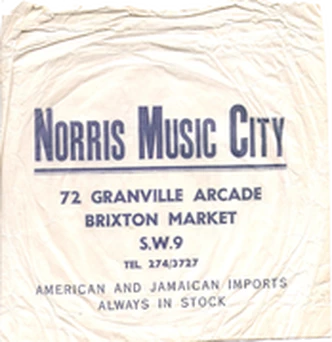 NORRIS MUSIC CITY
72 GRANVILLE ARCADE
BRIXTON MARKET
S.W.9
TEL. 274/3727
AMERICAN AND JAMAICAN IMPORTS
ALWAYS IN STOCK